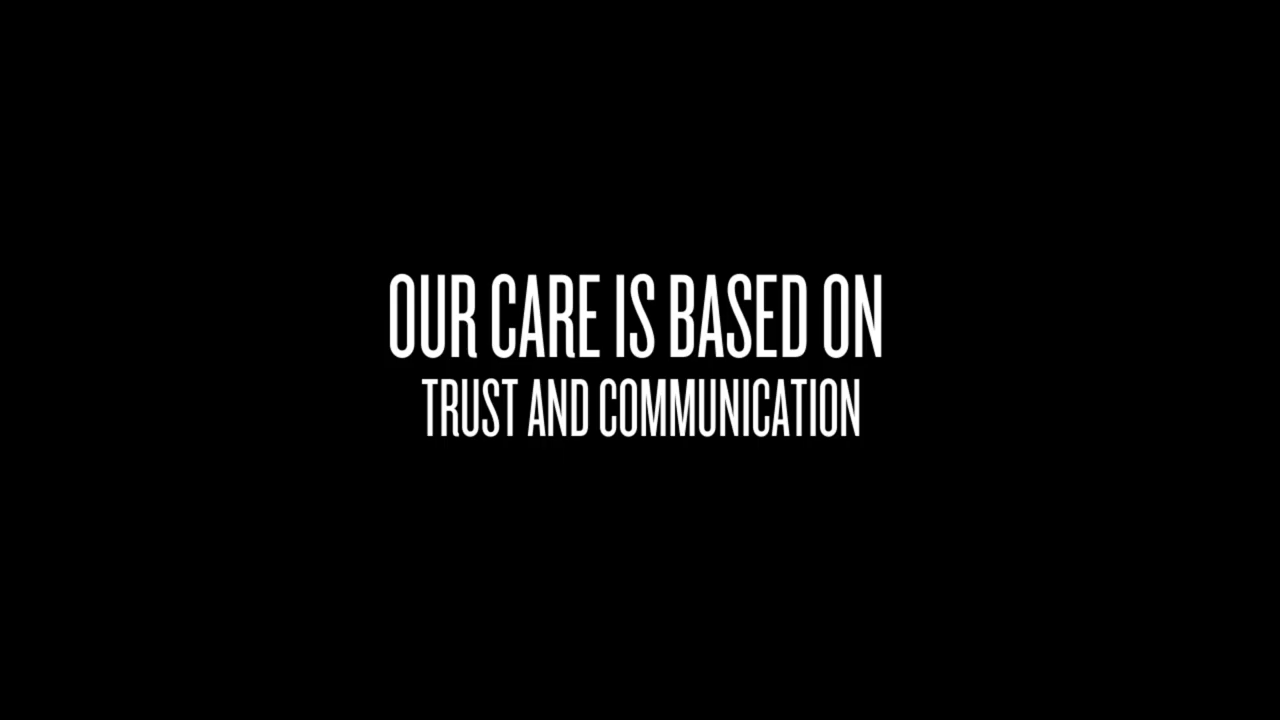 OUR CARE IS BASED ON
TRUST AND COMMUNICATION